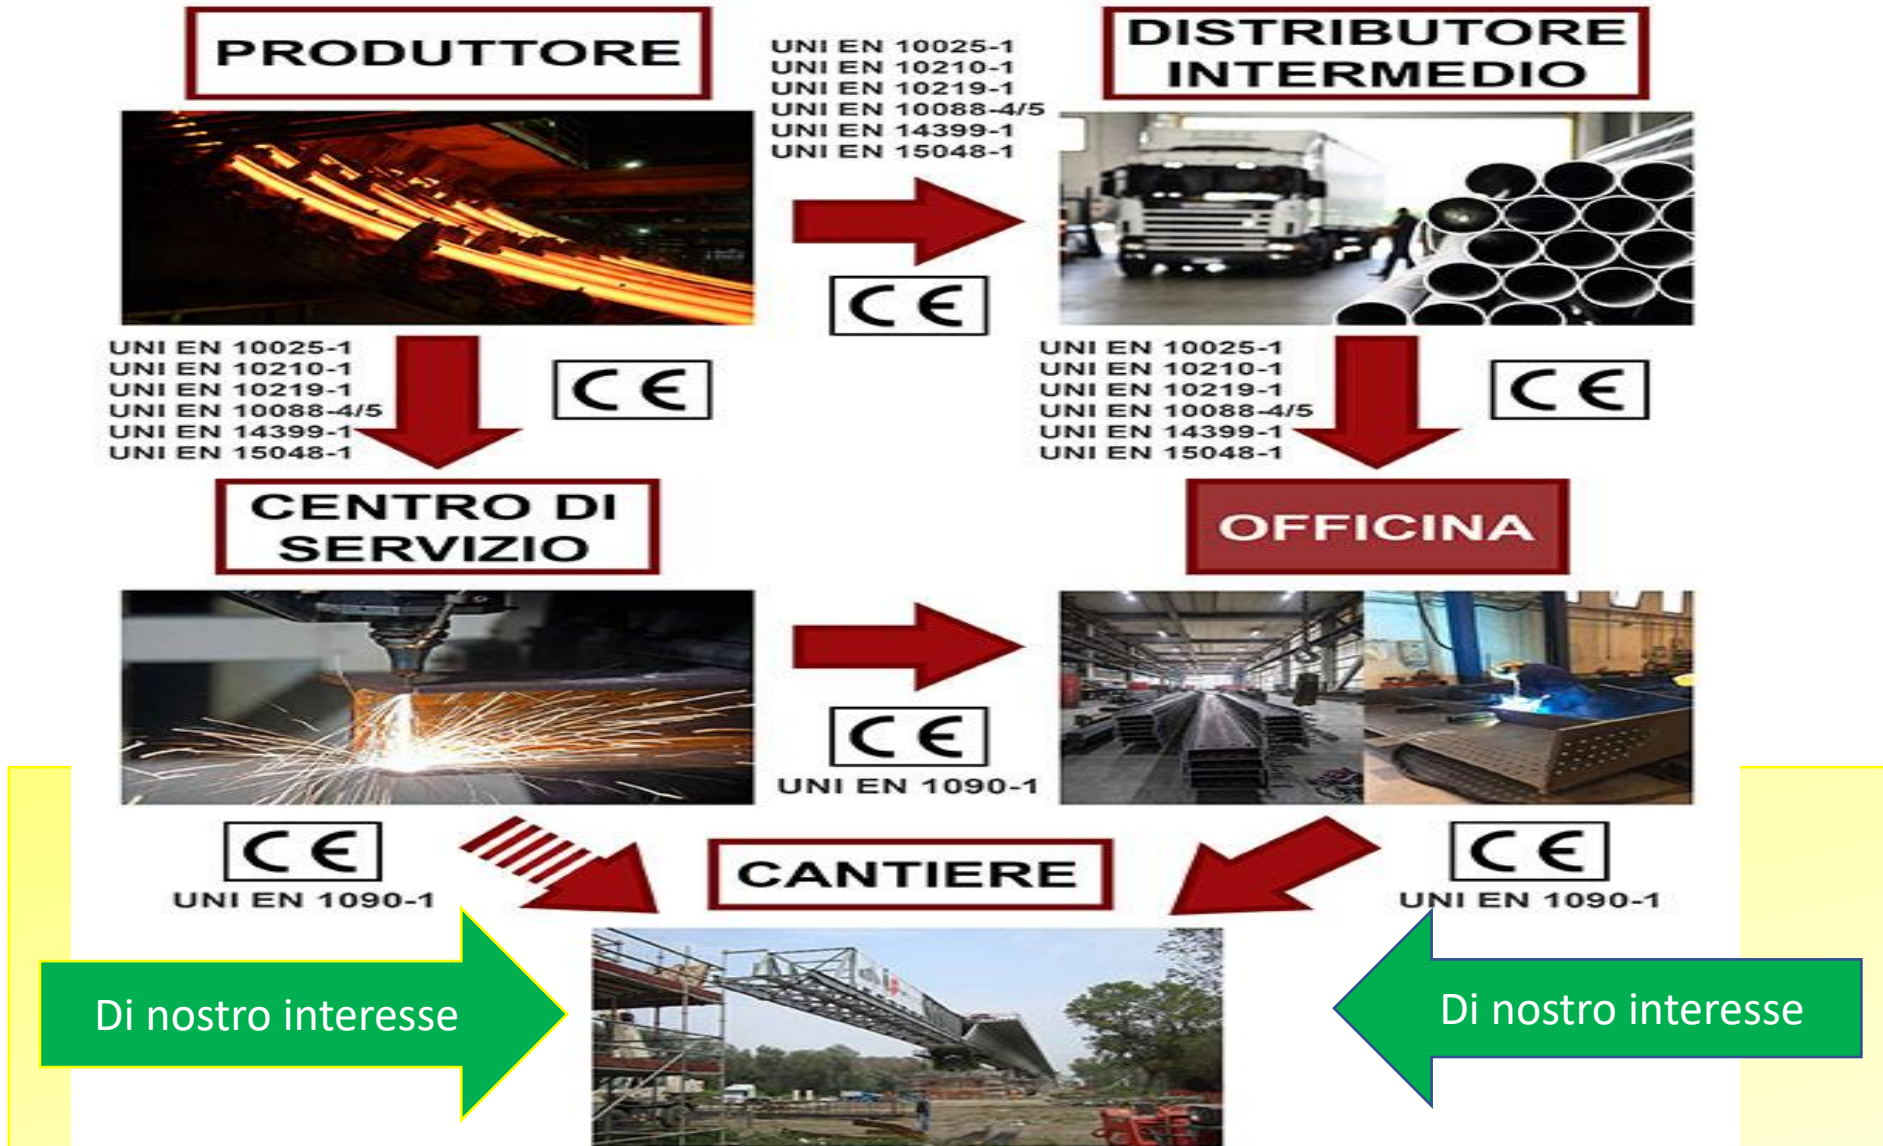 PRODUTTORE
UNI EN 10025-1
UNI EN 10210-1
UNI EN 10219-1
UNI EN 10088-4/5
UNI EN 14399-1
UNI EN 15048-1
DISTRIBUTORE
INTERMEDIO
CE
UNI EN 10025-1
UNI EN 10210-1
UNI EN 10219-1
UNI EN 10088-4/5
UNI EN 14399-1
UNI EN 15048-1
CE
UNI EN 10025-1
UNI EN 10210-1
UNI EN 10219-1
UNI EN 10088-4/5
UNI EN 14399-1
UNI EN 15048-1
CE
CENTRO DI
SERVIZIO
OFFICINA
CE
UNI EN 1090-1
CE
UNI EN 1090-1
CANTIERE
CE
UNI EN 1090-1
Di nostro interesse
Di nostro interesse